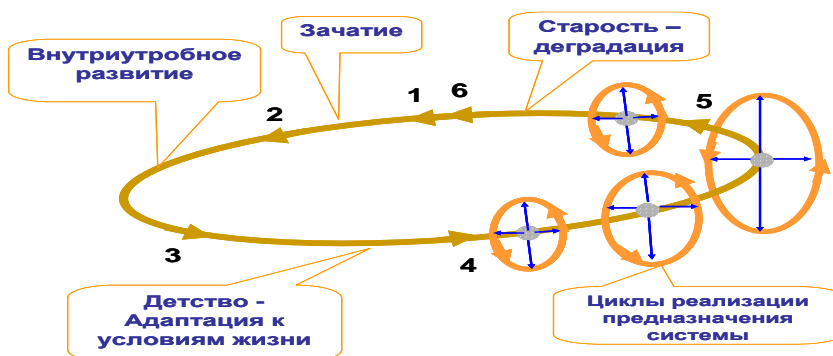 Зачатие
Старость –
деградация
Внутриутробное
развитие
2
1
6
5
3
4
Детство -
Адаптация к
условиям жизни
Циклы реализации
предназначения
системы